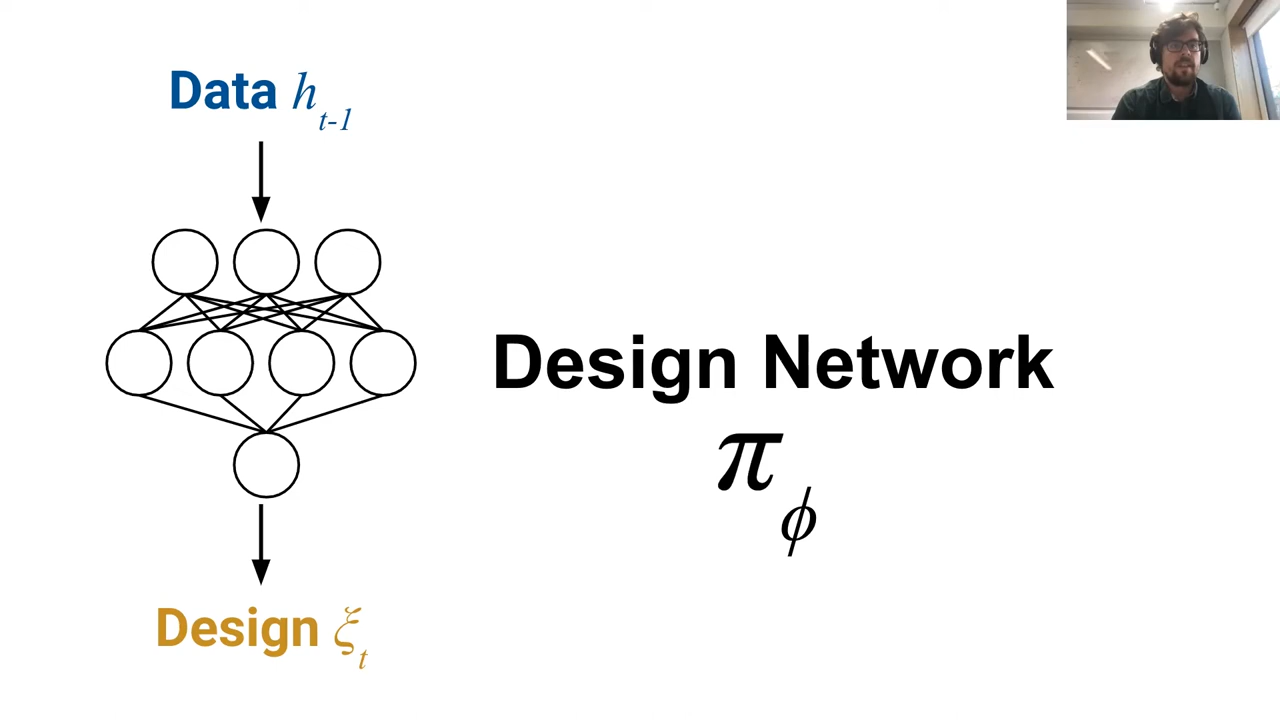 Data h_{t-1}
Design Network
π_ϕ
Design ξ_t